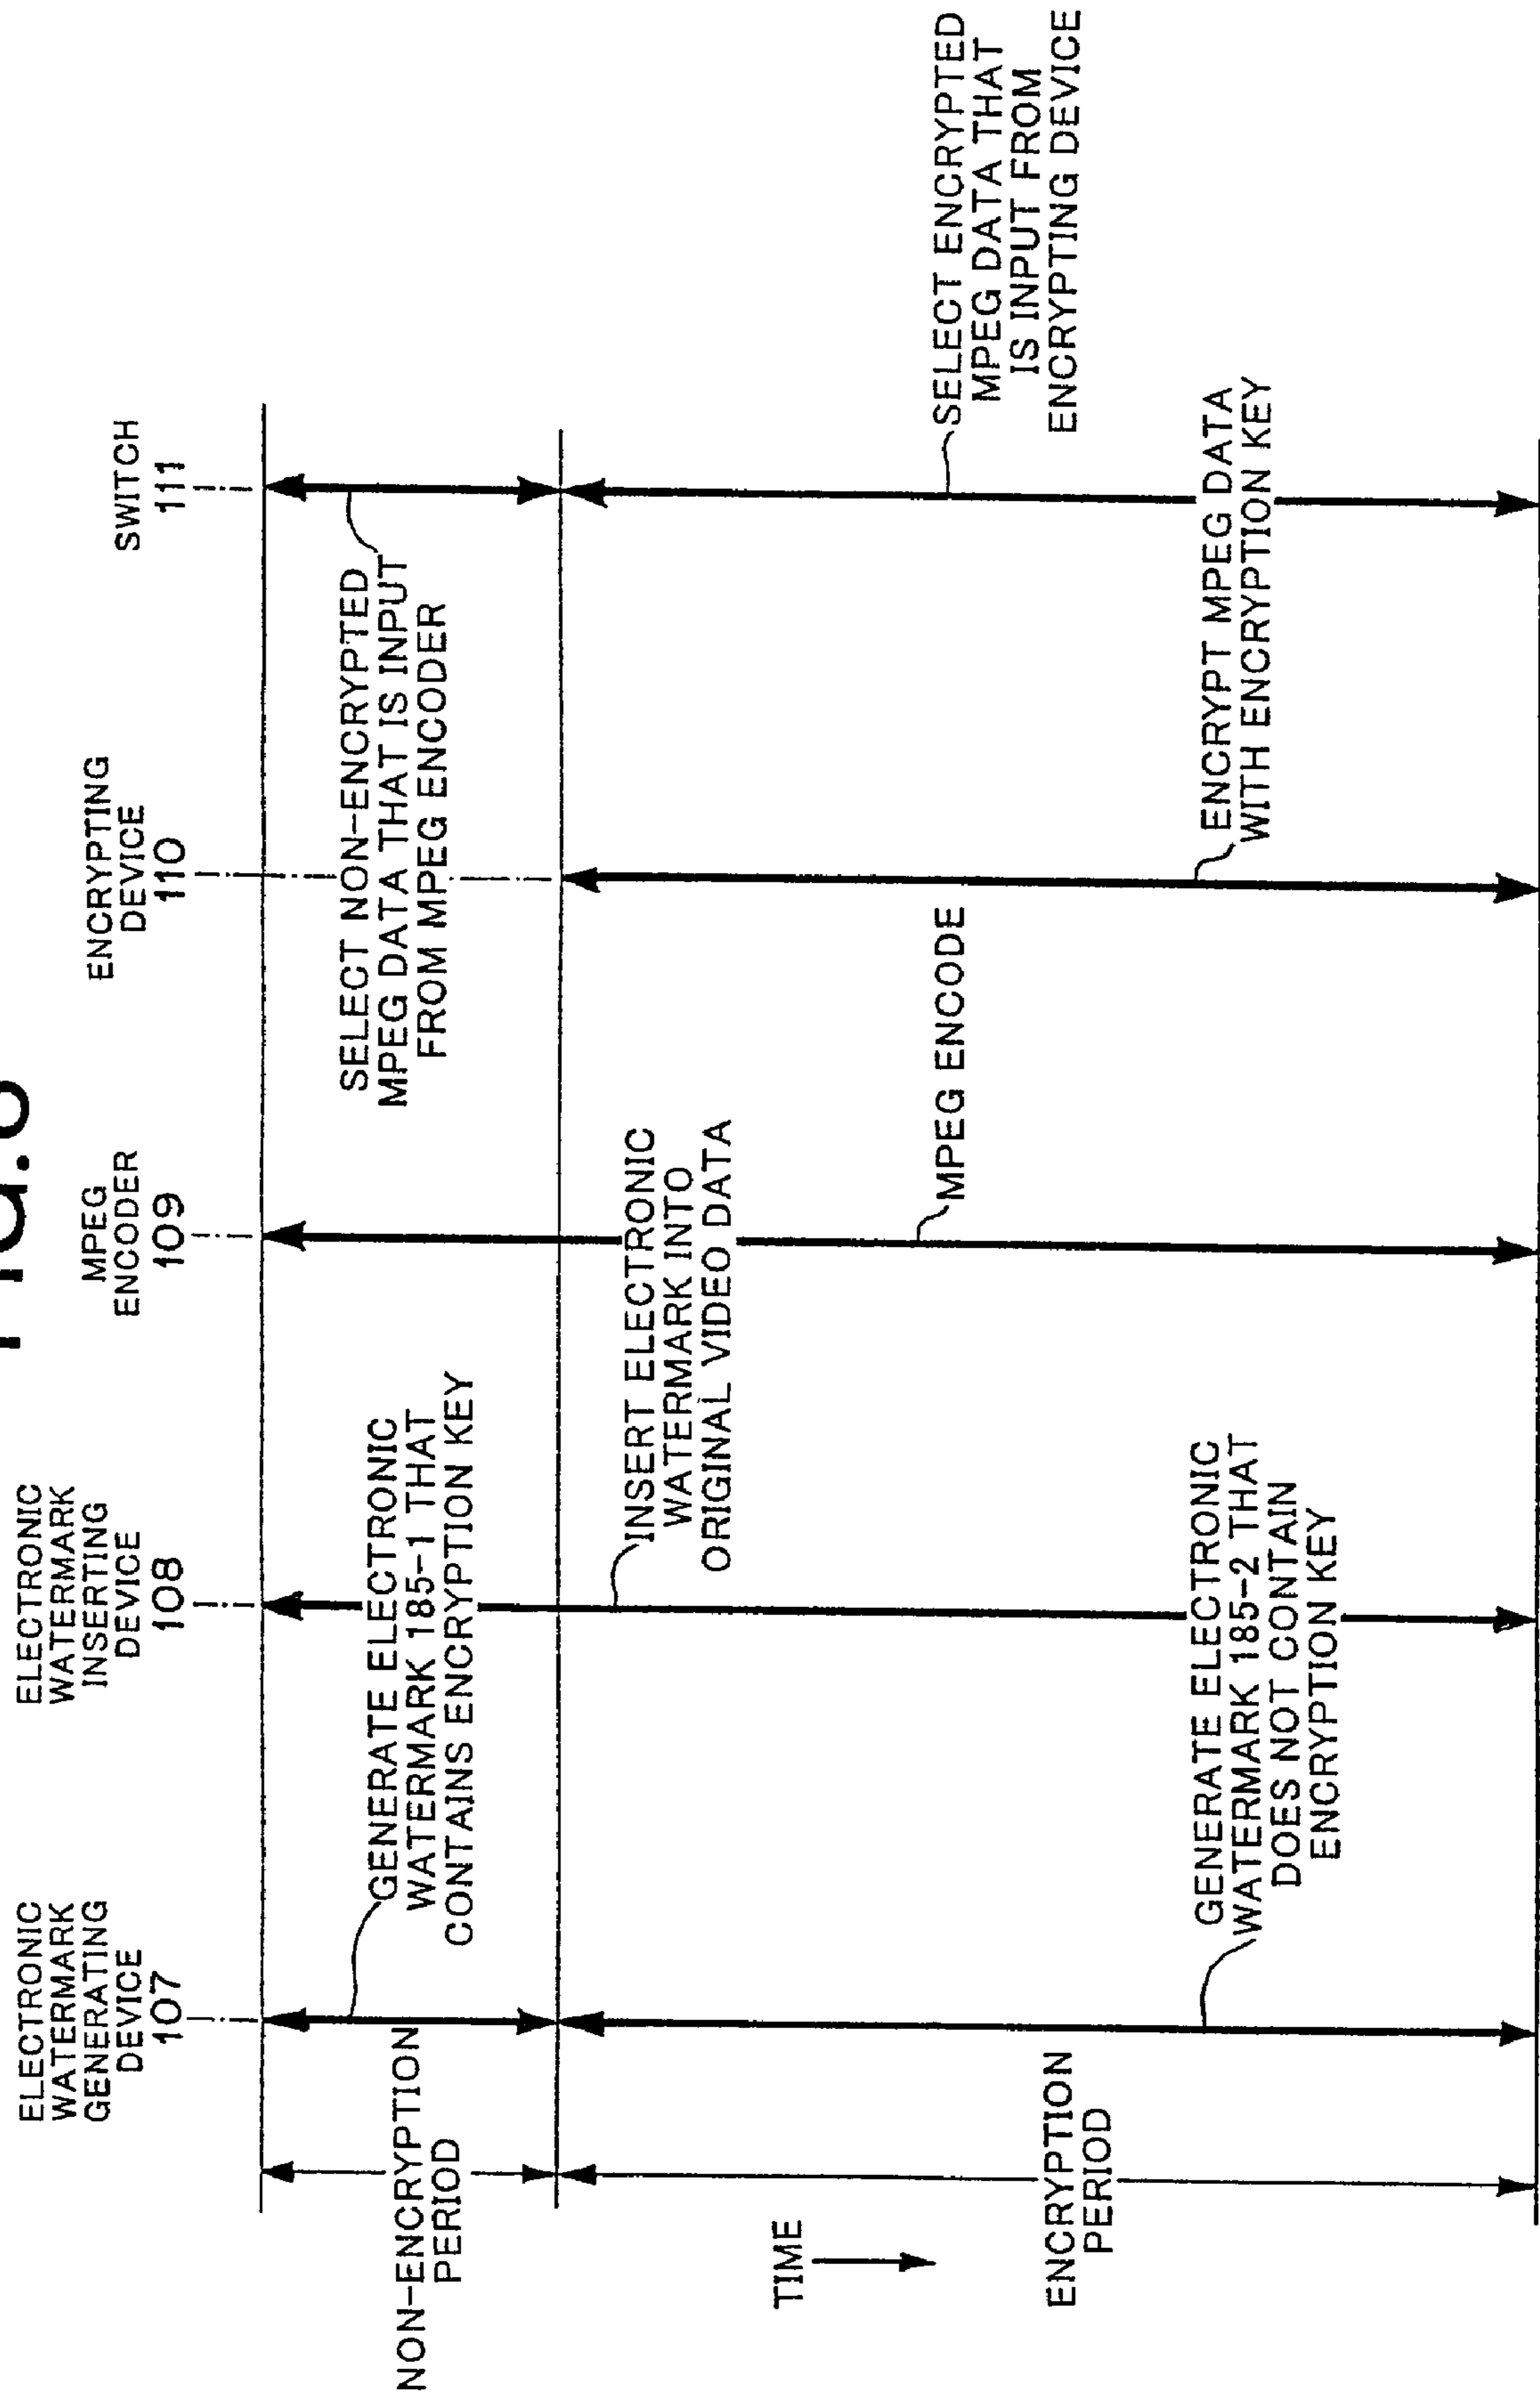 ELECTRONIC
WATERMARK
GENERATING
DEVICE
107
ELECTRONIC
WATERMARK
INSERTING
DEVICE
108
MPEG
ENCODER
109
ENCRYPTING
DEVICE
110
SWITCH
111
NON-ENCRYPTION
PERIOD
GENERATE ELECTRONIC
WATERMARK 185-1 THAT
CONTAINS ENCRYPTION KEY
SELECT NON-ENCRYPTED
MPEG DATA THAT IS INPUT
FROM MPEG ENCODER
INSERT ELECTRONIC
WATERMARK INTO
ORIGINAL VIDEO DATA
TIME
MPEG ENCODE
SELECT ENCRYPTED
MPEG DATA THAT
IS INPUT FROM
ENCRYPTING DEVICE
ENCRYPTION
PERIOD
GENERATE ELECTRONIC
WATERMARK 185-2 THAT
DOES NOT CONTAIN
ENCRYPTION KEY
ENCRYPT MPEG DATA
WITH ENCRYPTION KEY